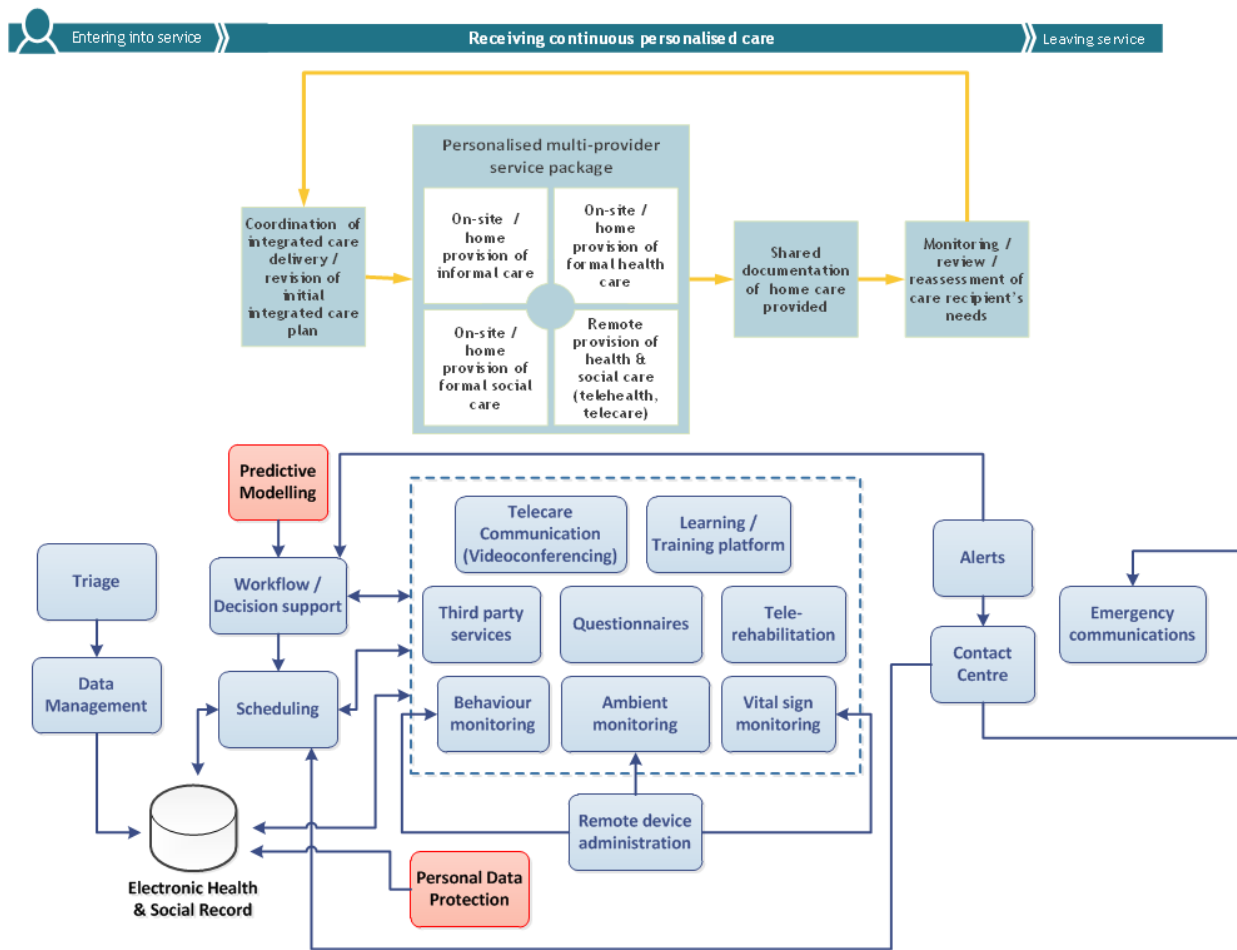 Entering into service
Receiving continuous personalised care
Leaving service
Personalised multi-provider
service package
Coordination of
integrated care
delivery /
revision of
initial
integrated care
plan
On-site /
home
provision of
informal care
On-site /
home
provision of
formal health
care
On-site /
home
provision of
formal social
care
Remote
provision of
health &
social care
(telehealth,
telecare)
Shared
documentation
of home care
provided
Monitoring /
review /
reassessment of
care recipient's
needs
Predictive
Modelling
Triage
Workflow /
Decision support
Data
Management
Scheduling
Electronic Health
& Social Record
Telecare
Communication
(Videoconferencing)
Learning /
Training platform
Third party
services
Questionnaires
Tele-
rehabilitation
Behaviour
monitoring
Ambient
monitoring
Vital sign
monitoring
Remote device
administration
Personal Data
Protection
Alerts
Contact
Centre
Emergency
communications